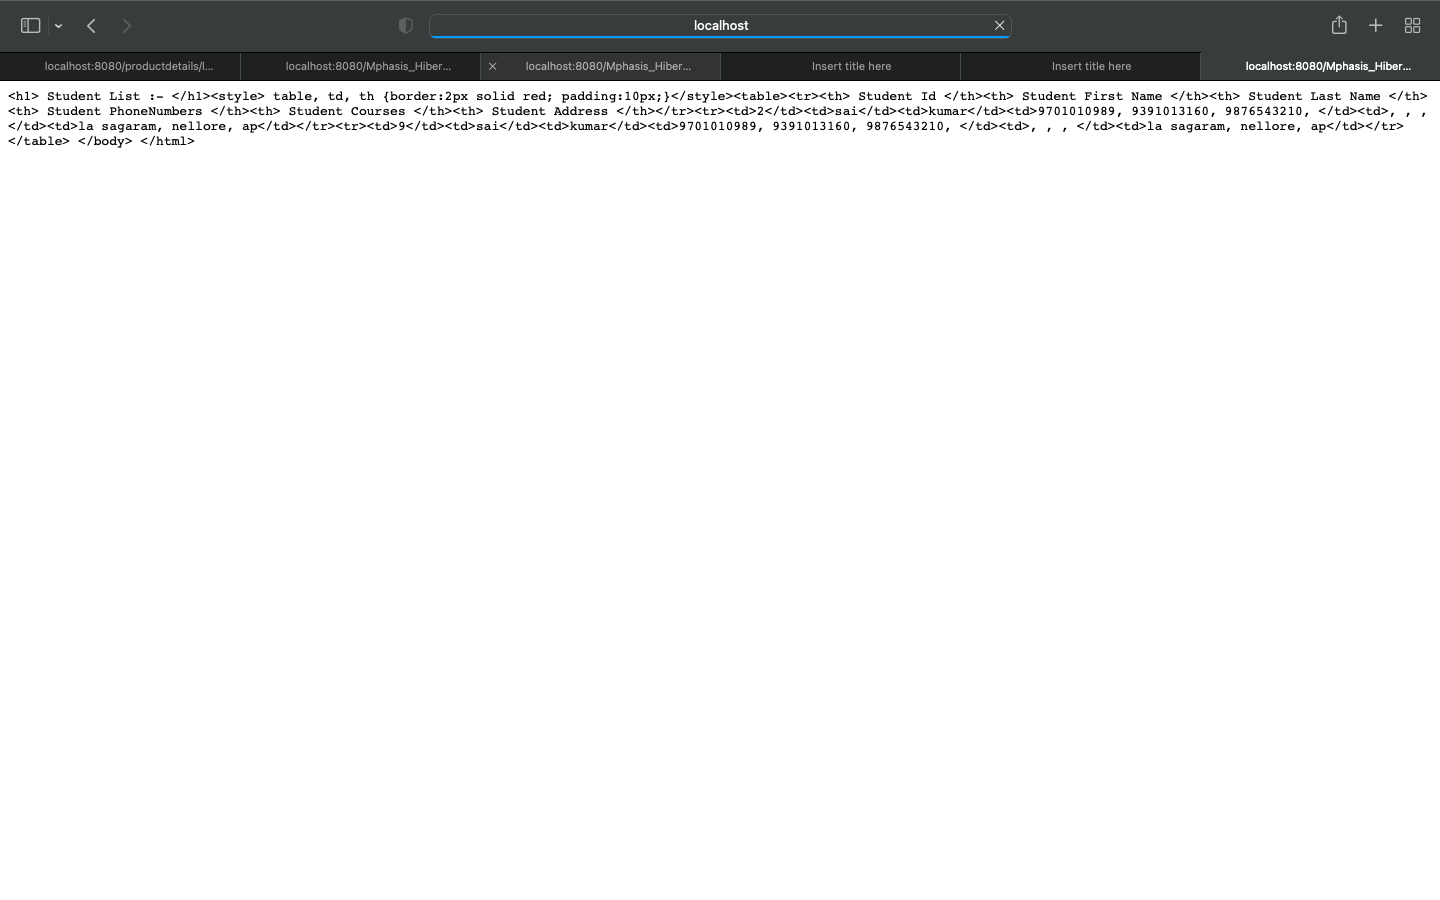 localhost
localhost:8080/productdetails/l...
localhost:8080/Mphasis_Hiber...
localhost:8080/Mphasis_Hiber...
Insert title here
Insert title here
localhost:8080/Mphasis_Hiber...
<h1> Student List :- </h1><style> table, td, th {border:2px solid red; padding:10px;}</style><table><tr><th> Student Id </th><th> Student First Name </th><th> Student Last Name </th>
<th> Student PhoneNumbers </th><th> Student Courses </th><th> Student Address </th></tr><tr><td>2</td><td>sai</td><td>kumar</td><td>9701010989, 9391013160, 9876543210, </td><td>, , ,
</td><td>la sagaram, nellore, ap</td></tr><tr><td>9</td><td>sai</td><td>kumar</td><td>9701010989, 9391013160, 9876543210, </td><td>, , , </td><td>la sagaram, nellore, ap</td></tr>
</table> </body> </html>